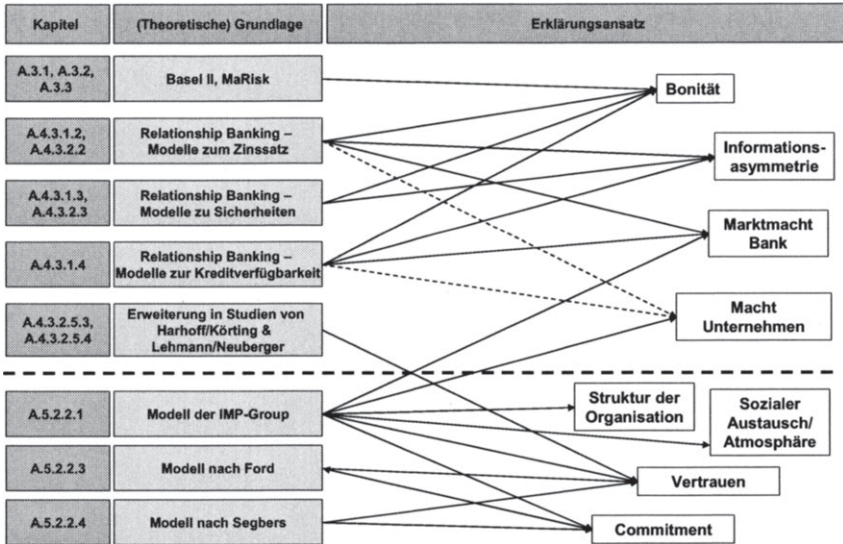 Kapitel
(Theoretische) Grundlage
Erklärungsansatz
A.3.1, A.3.2,
A.3.3
Basel II, MaRisk
A.4.3.1.2,
A.4.3.2.2
Relationship Banking –
Modelle zum Zinssatz
A.4.3.1.3,
A.4.3.2.3
Relationship Banking –
Modelle zu Sicherheiten
A.4.3.1.4
Relationship Banking –
Modelle zur Kreditverfügbarkeit
A.4.3.2.5.3,
A.4.3.2.5.4
Erweiterung in Studien von
Harhoff/Körting &
Lehmann/Neuberger
A.5.2.2.1
Modell der IMP-Group
A.5.2.2.3
Modell nach Ford
A.5.2.2.4
Modell nach Segbers
Bonität
Informations-
asymmetrie
Marktmacht
Bank
Macht
Unternehmen
Struktur der
Organisation
Sozialer
Austausch/
Atmosphäre
Vertrauen
Commitment